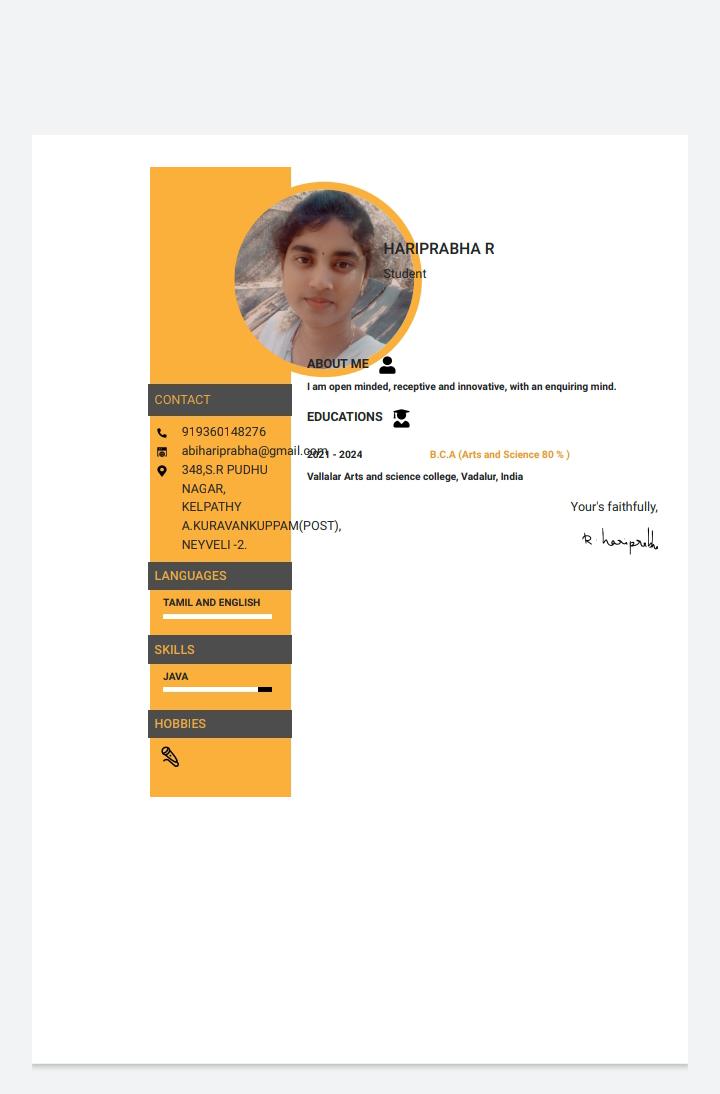 HARIPRABHA R
Student
ABOUT ME
I am open minded, receptive and innovative, with an enquiring mind.
EDUCATIONS
2021 - 2024 B.C.A (Arts and Science 80 % )
Vallalar Arts and science college, Vadalur, India
Your's faithfully,
R. hariprabha
CONTACT
919360148276
abihariprabha@gmail.com
348,S.R PUDHU
NAGAR,
KELPATHY
A.KURAVANKUPPAM(POST),
NEYVELI -2.
LANGUAGES
TAMIL AND ENGLISH
SKILLS
JAVA
HOBBIES